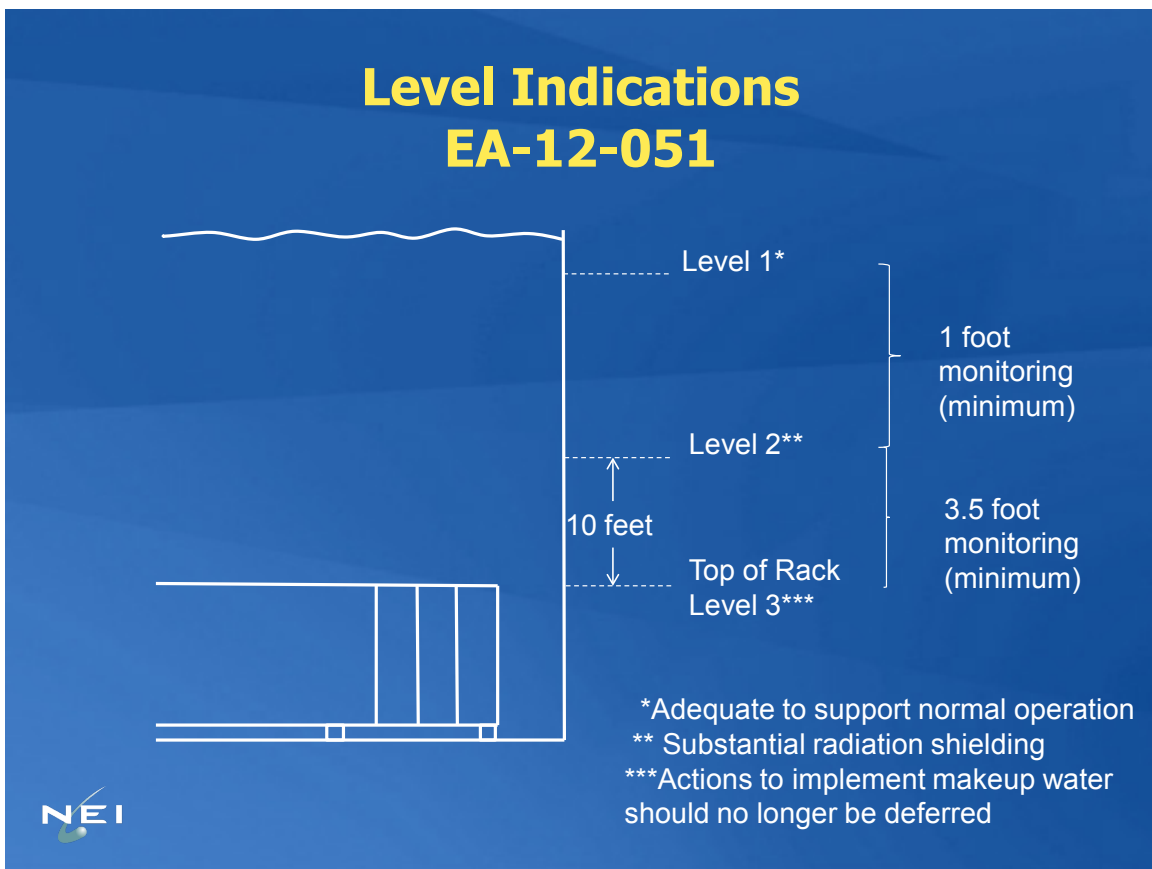 Level Indications
EA-12-051
Level 1*
1 foot
monitoring
(minimum)
Level 2**
10 feet
3.5 foot
monitoring
(minimum)
Top of Rack
Level 3***
*Adequate to support normal operation
** Substantial radiation shielding
***Actions to implement makeup water
should no longer be deferred
NEI